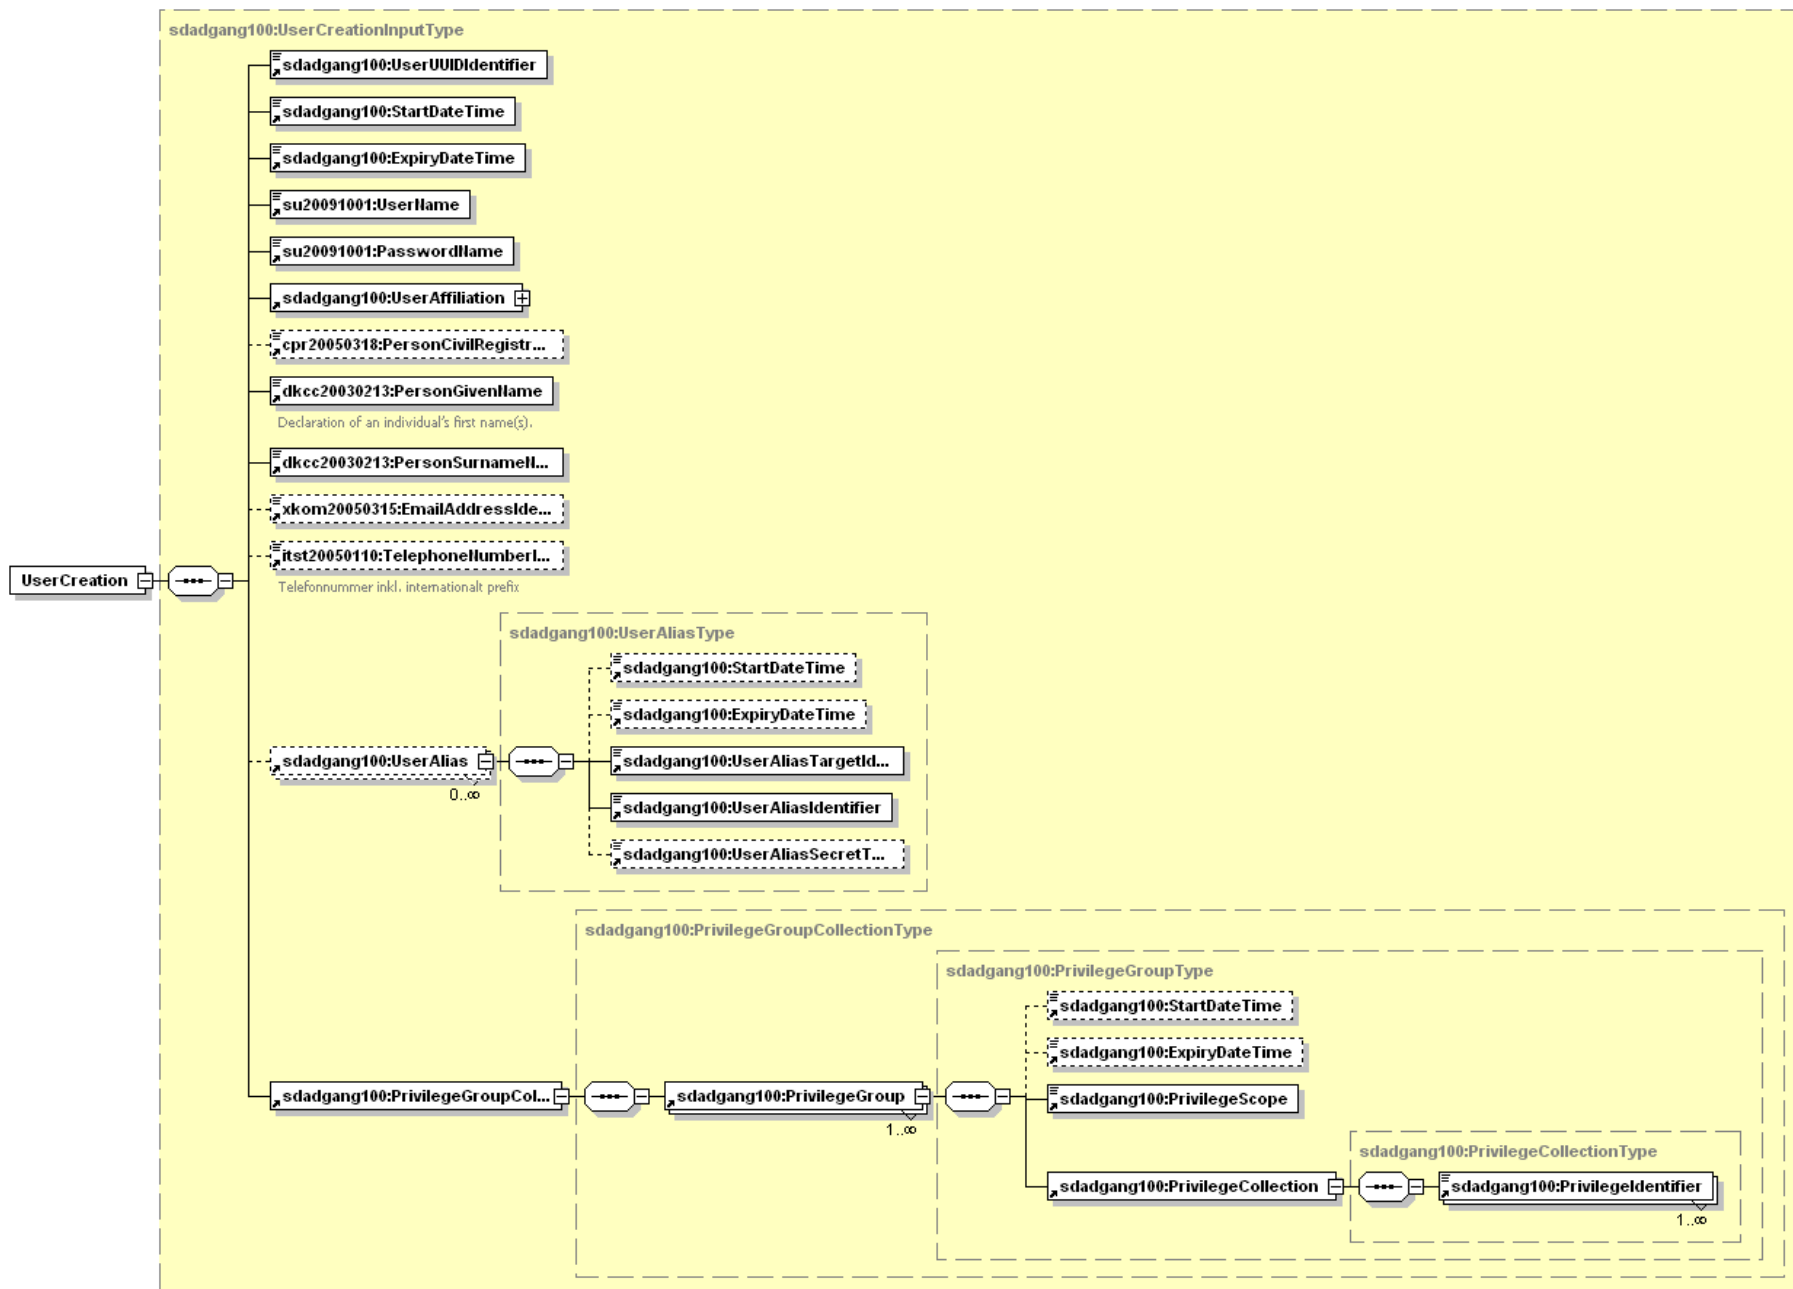 sdadgang100:UserCreationInputType
sdadgang100:UserUUIDIdentifier
sdadgang100:StartDateTime
sdadgang100:ExpiryDateTime
su20091001:UserName
su20091001:PasswordName
sdadgang100:UserAffiliation
cpr20050318:PersonCivilRegistr...
dkcc20030213:PersonGivenName
Declaration of an individual's first name(s).
dkcc20030213:PersonSurnameN...
xkom20050315:EmailAddressIde...
itst20050110:TelephoneNumberI...
Telefonnummer inkl. internationalt prefix
UserCreation
sdadgang100:UserAliasType
sdadgang100:StartDateTime
sdadgang100:ExpiryDateTime
sdadgang100:UserAlias
0..∞
sdadgang100:UserAliasTargetId...
sdadgang100:UserAliasIdentifier
sdadgang100:UserAliasSecretT...
sdadgang100:PrivilegeGroupCollectionType
sdadgang100:PrivilegeGroupType
sdadgang100:StartDateTime
sdadgang100:ExpiryDateTime
sdadgang100:PrivilegeGroupCol...
sdadgang100:PrivilegeGroup
1..∞
sdadgang100:PrivilegeScope
sdadgang100:PrivilegeCollectionType
sdadgang100:PrivilegeCollection
sdadgang100:PrivilegeIdentifier
1..∞